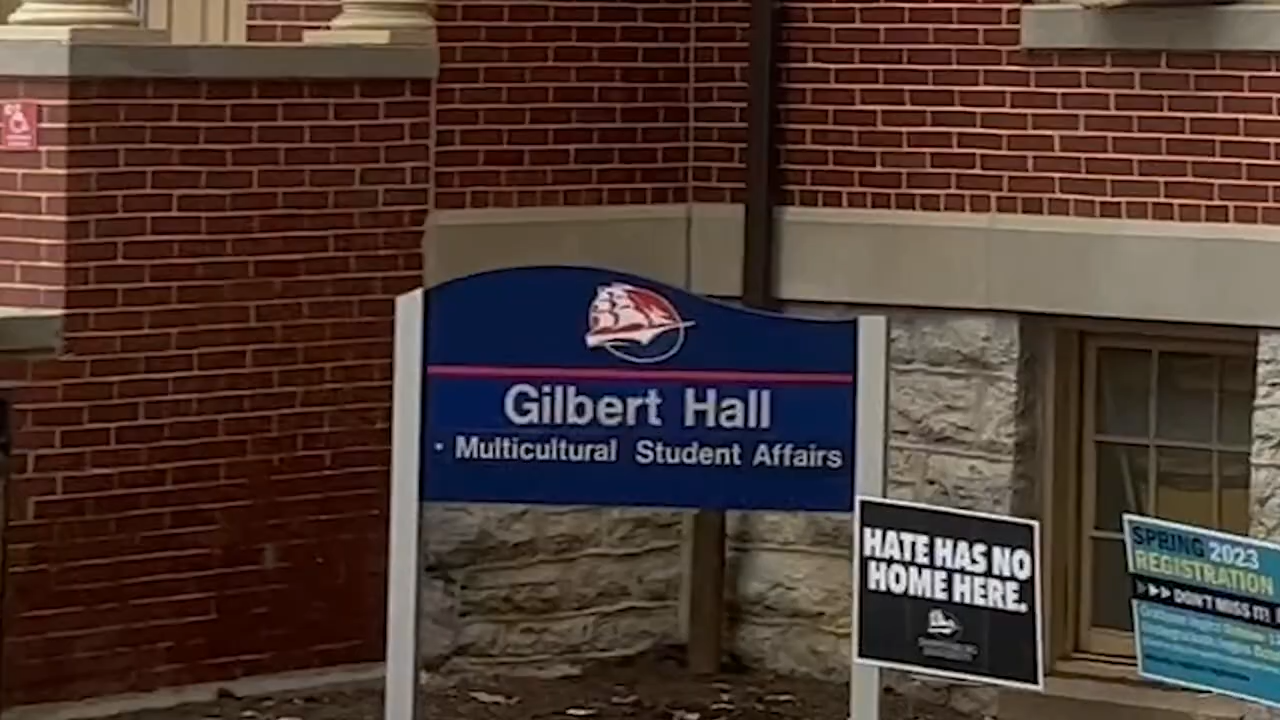 Gilbert Hall
• Multicultural Student Affairs
HATE HAS NO
HOME HERE.
SPRING 2023
REGISTRATION
DON'T MISS IT!